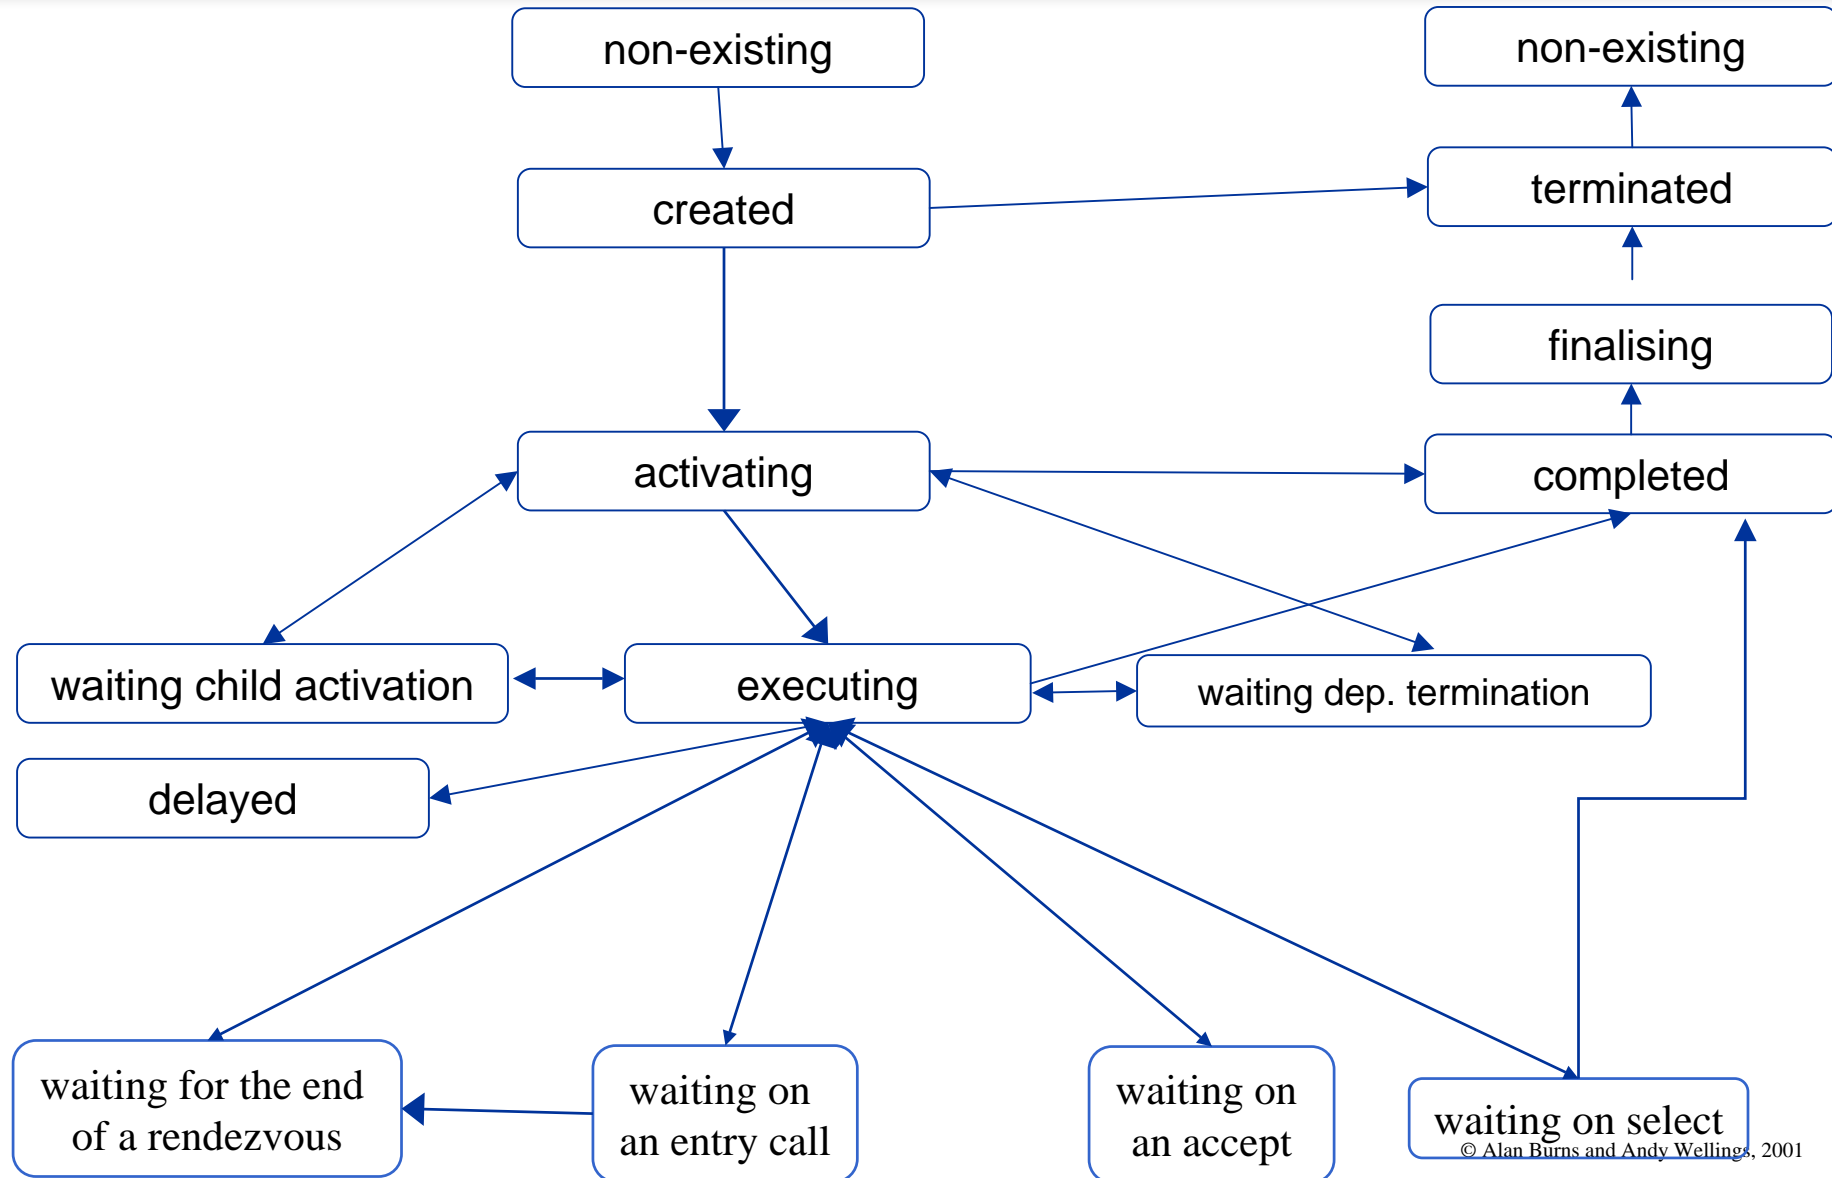 non-existing
non-existing
created
terminated
finalising
activating
completed
waiting child activation
executing
waiting dep. termination
delayed
waiting for the end
of a rendezvous
waiting on
an entry call
waiting on
an accept
waiting on select
© Alan Burns and Andy Wellings, 2001